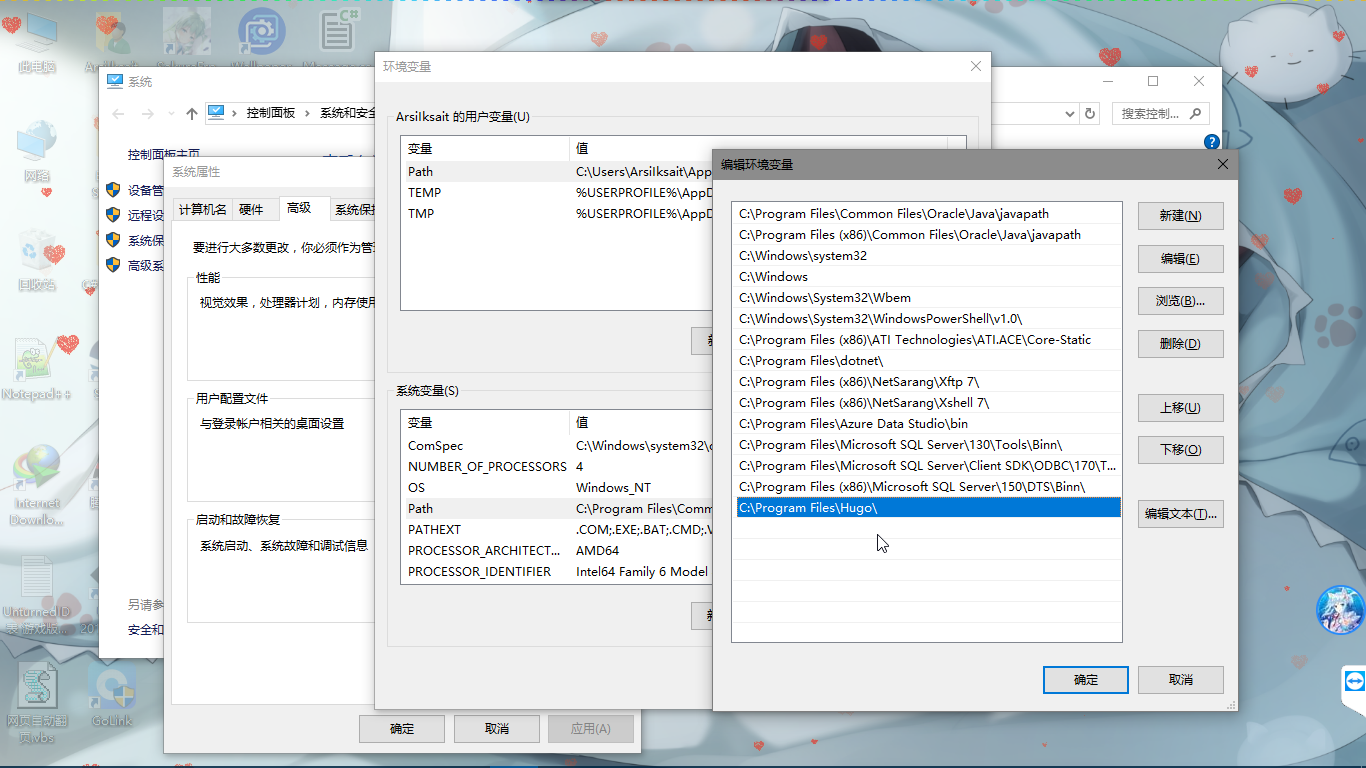 此电脑
网络
回收站
Notepad++
Internet
Downlo...
UnturnedID
网页自动翻
页.vbs
GoLink
系统
控制面板
系统和安全
搜索控制...
控制面板主页
设备管
远程设
系统保
高级系
另请参
安全和
系统属性
计算机名
硬件
高级
系统保护
要进行大多数更改，你必须作为管理
性能
视觉效果，处理器计划，内存使用
用户配置文件
与登录帐户相关的桌面设置
启动和故障恢复
系统启动、系统故障和调试信息
确定
取消
应用(A)
环境变量
Arsilksait 的用户变量(U)
变量
值
Path
C:\Users\Arsilksait\App
TEMP
%USERPROFILE%\AppD
TMP
%USERPROFILE%\AppD
系统变量(S)
变量
值
ComSpec
C:\Windows\system32\c
NUMBER_OF_PROCESSORS
4
OS
Windows_NT
Path
C:\Program Files\Comm
PATHEXT
.COM;.EXE;.BAT;.CMD;.V
PROCESSOR_ARCHITECT...
AMD64
PROCESSOR_IDENTIFIER
Intel64 Family 6 Model
编辑环境变量
C:\Program Files\Common Files\Oracle\Java\javapath
C:\Program Files (x86)\Common Files\Oracle\Java\javapath
C:\Windows\system32
C:\Windows
C:\Windows\System32\Wbem
C:\Windows\System32\WindowsPowerShell\v1.0\
C:\Program Files (x86)\ATI Technologies\ATI.ACE\Core-Static
C:\Program Files\dotnet\
C:\Program Files (x86)\NetSarang\Xftp 7\
C:\Program Files (x86)\NetSarang\Xshell 7\
C:\Program Files\Azure Data Studio\bin
C:\Program Files\Microsoft SQL Server\130\Tools\Binn\
C:\Program Files\Microsoft SQL Server\Client SDK\ODBC\170\T...
C:\Program Files (x86)\Microsoft SQL Server\150\DTS\Binn\
C:\Program Files\Hugo\
新建(N)
编辑(E)
浏览(B)...
删除(D)
上移(U)
下移(O)
编辑文本(T)...
确定
取消